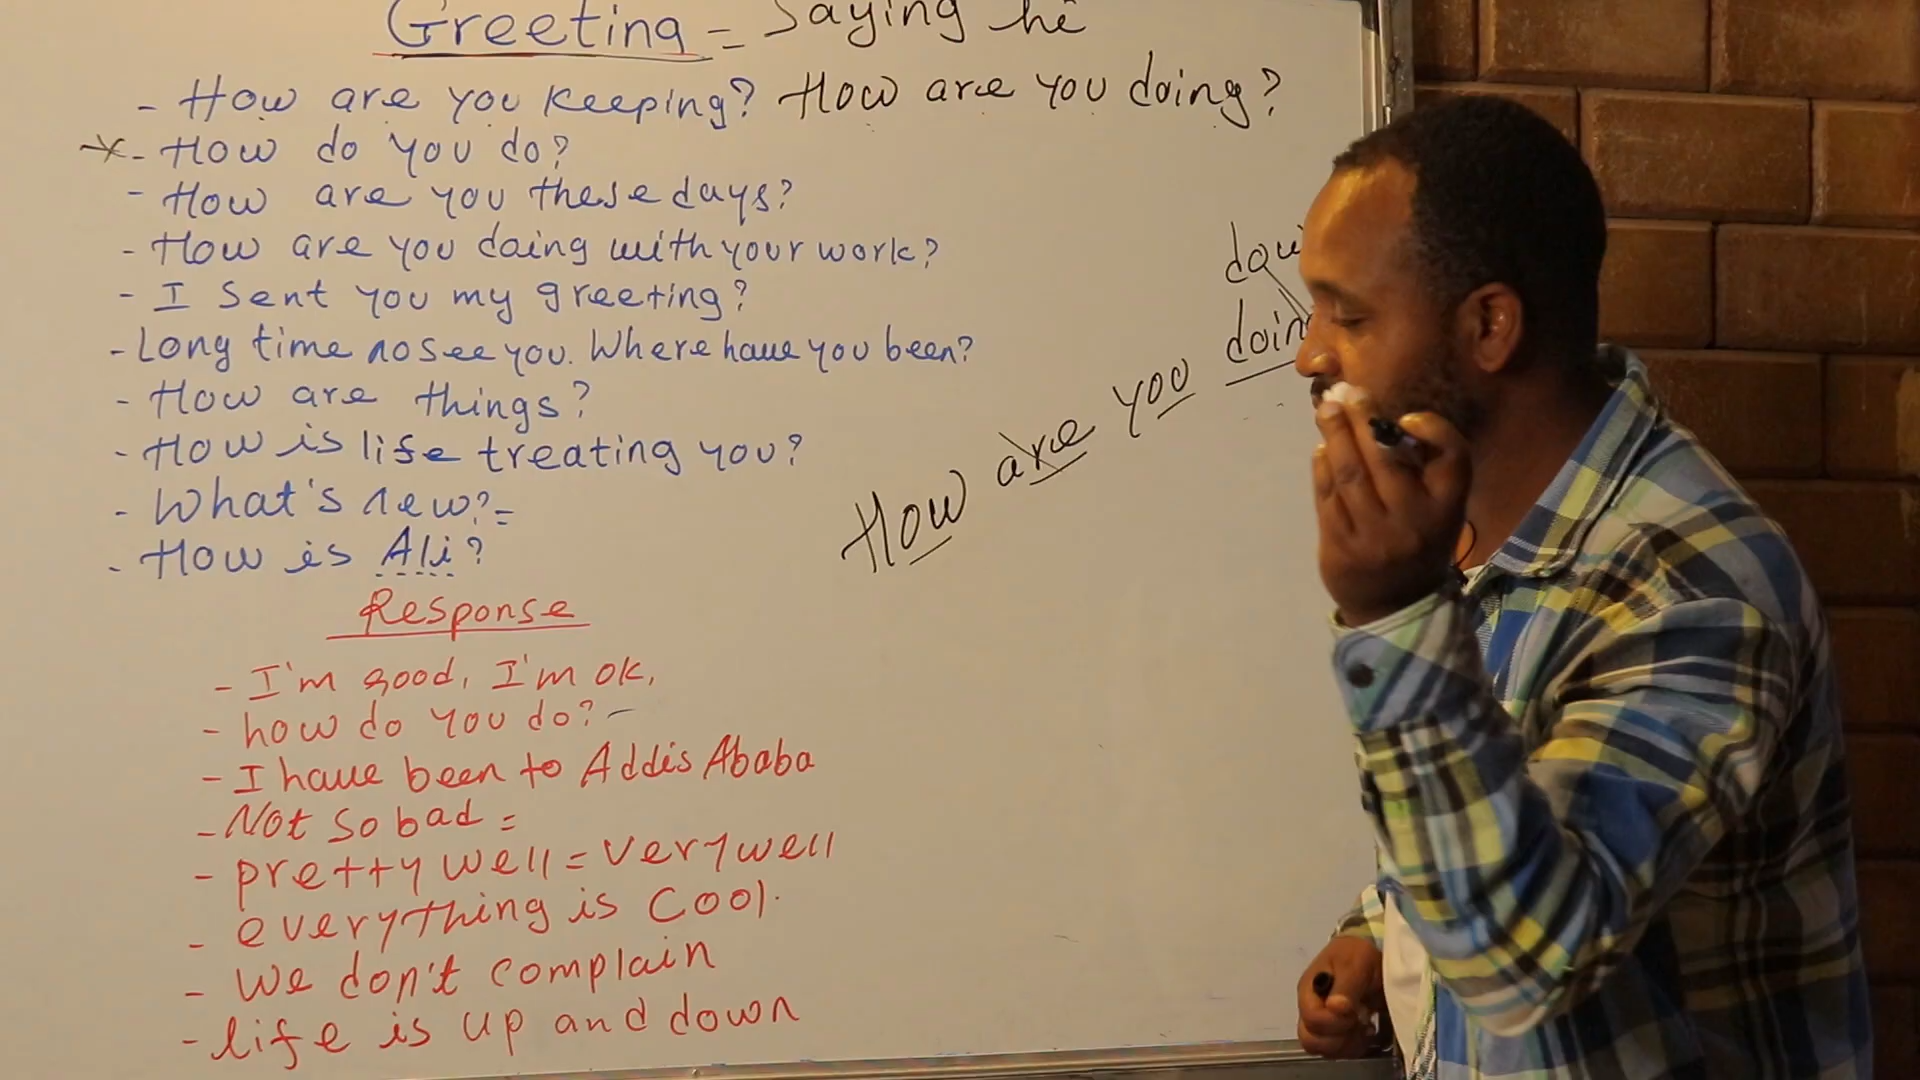 Greeting = Saying hi
- How are you keeping? How are you doing?
- How do you do?
- How are you these days?
- How are you doing with your work?
- I sent you my greeting?
- Long time no see you. Where have you been?
- How are things?
- How is life treating you?
- What's new? =
- How is Ali?
How are you
Response
- I'm good, I'm ok,
- how do you do? -
- I have been to Addis Ababa
- Not so bad =
- pretty well = very well
- everything is cool.
- We don't complain
- life is up and down